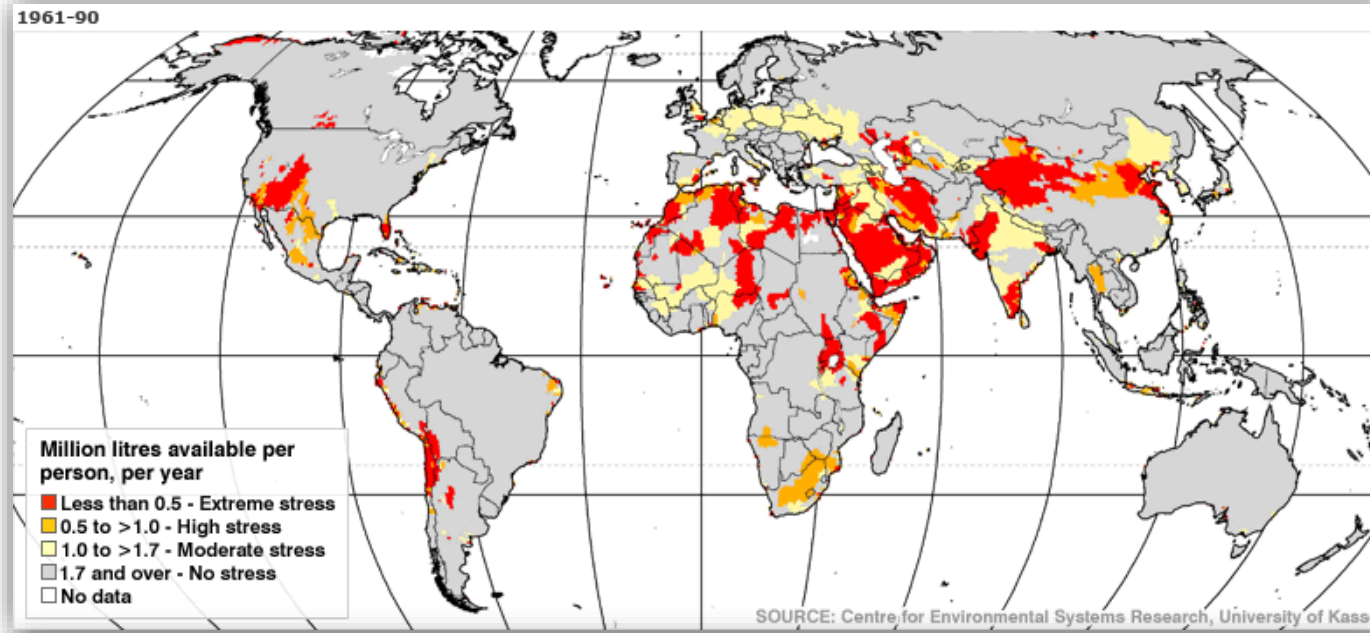 1961-90
Million litres available per
person, per year
Less than 0.5 - Extreme stress
0.5 to >1.0 - High stress
1.0 to >1.7 - Moderate stress
1.7 and over - No stress
No data
SOURCE: Centre for Environmental Systems Research, University of Kass